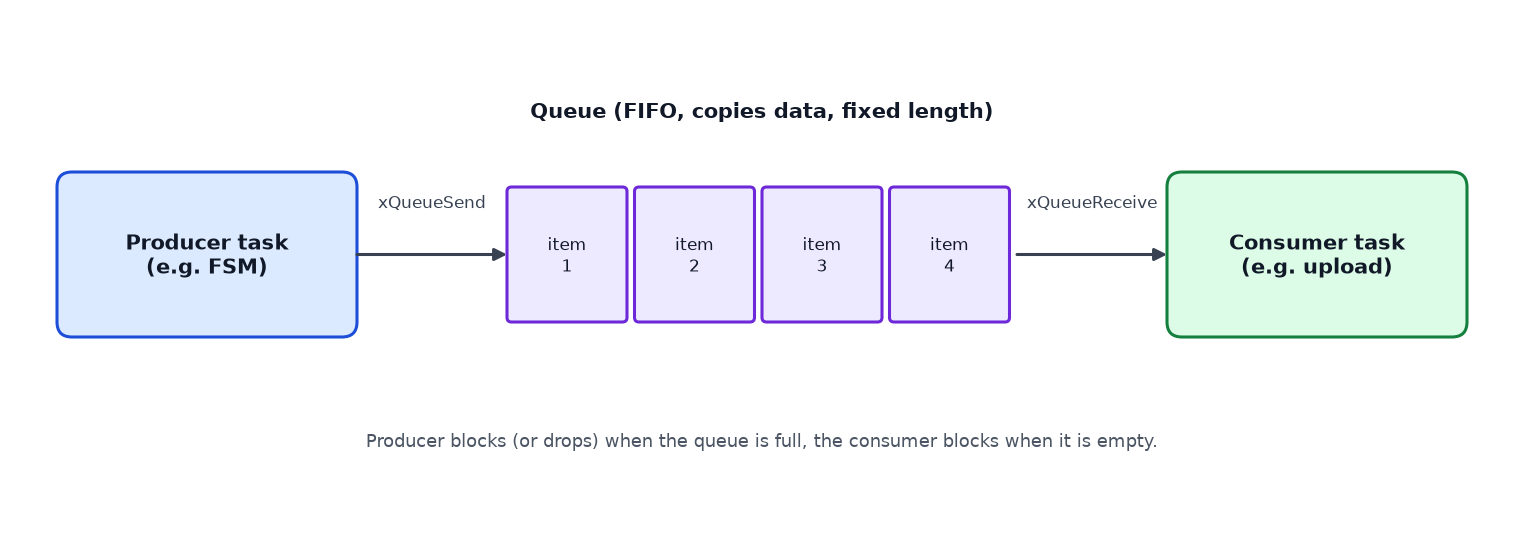 Queue (FIFO, copies data, fixed length)
Producer task
(e.g. FSM)
xQueueSend
item
1
item
2
item
3
item
4
xQueueReceive
Consumer task
(e.g. upload)
Producer blocks (or drops) when the queue is full, the consumer blocks when it is empty.